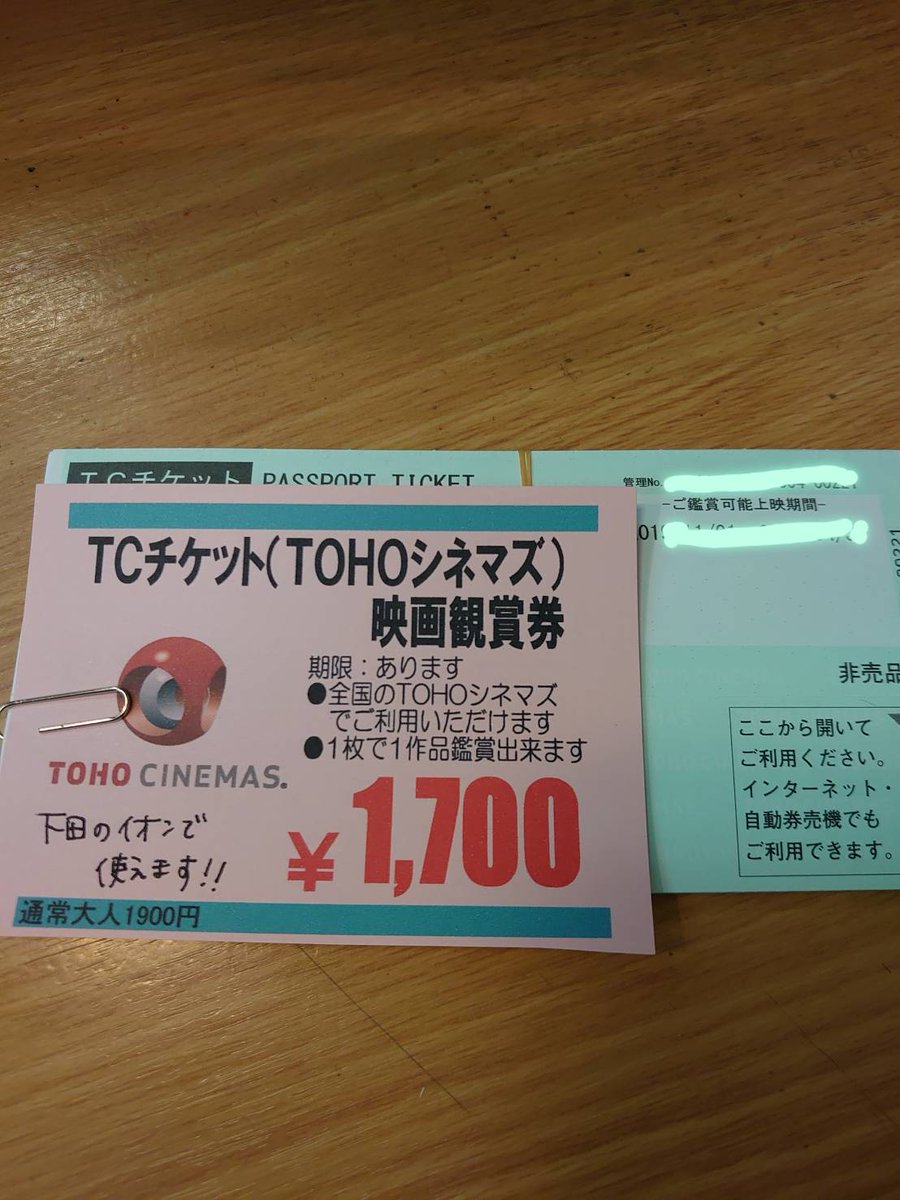 TCチケット PASSPORT TICKET
管理No.
-ご鑑賞可能上映期間-
TCチケット(TOHOシネマズ)
映画観賞券
期限：あります
●全国のTOHOシネマズ
でご利用いただけます
●1枚で1作品鑑賞出来ます
TOHO CINEMAS.
¥1,700
下田のイオンで
使えます!!
通常大人1900円
非売品
ここから開いて
ご利用ください。
インターネット・
自動券売機でも
ご利用できます。